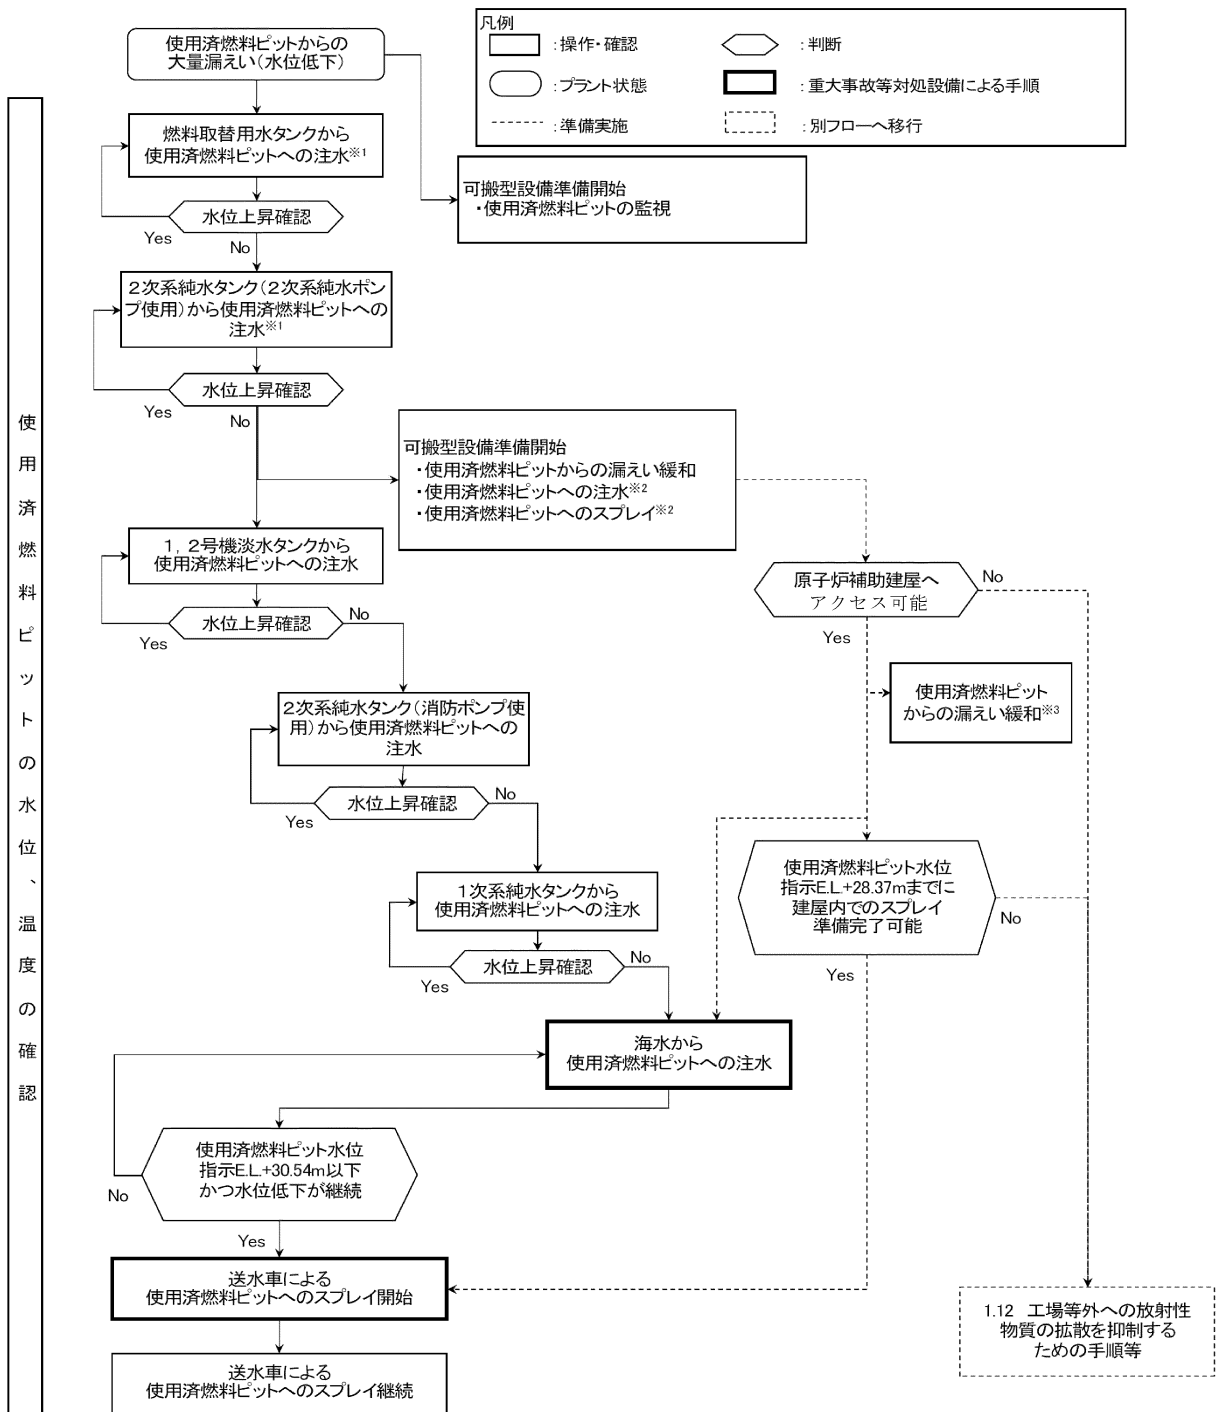 凡例
：操作・確認
：判断
：プラント状態
：重大事故等対処設備による手順
：準備実施
：別フローへ移行
使用済燃料ピットからの
大量漏えい（水位低下）
使用済燃料ピットの水位、温度の確認
燃料取替用水タンクから
使用済燃料ピットへの注水※1
可搬型設備準備開始
・使用済燃料ピットの監視
水位上昇確認
Yes
No
２次系純水タンク（２次系純水ポン
プ使用）から使用済燃料ピットへの
注水※1
水位上昇確認
Yes
No
可搬型設備準備開始
・使用済燃料ピットからの漏えい緩和
・使用済燃料ピットへの注水※2
・使用済燃料ピットへのスプレイ※2
１，２号機淡水タンクから
使用済燃料ピットへの注水
水位上昇確認
Yes
No
原子炉補助建屋へ
アクセス可能
No
Yes
使用済燃料ピット
からの漏えい緩和※3
２次系純水タンク（消防ポンプ使
用）から使用済燃料ピットへの
注水
水位上昇確認
Yes
No
使用済燃料ピット水位
指示E.L.+28.37mまでに
建屋内でのスプレイ
準備完了可能
No
Yes
１次系純水タンクから
使用済燃料ピットへの注水
水位上昇確認
Yes
No
海水から
使用済燃料ピットへの注水
使用済燃料ピット水位
指示E.L.+30.54m以下
かつ水位低下が継続
No
Yes
送水車による
使用済燃料ピットへのスプレイ開始
送水車による
使用済燃料ピットへのスプレイ継続
1.12　工場等外への放射性
物質の拡散を抑制する
ための手順等